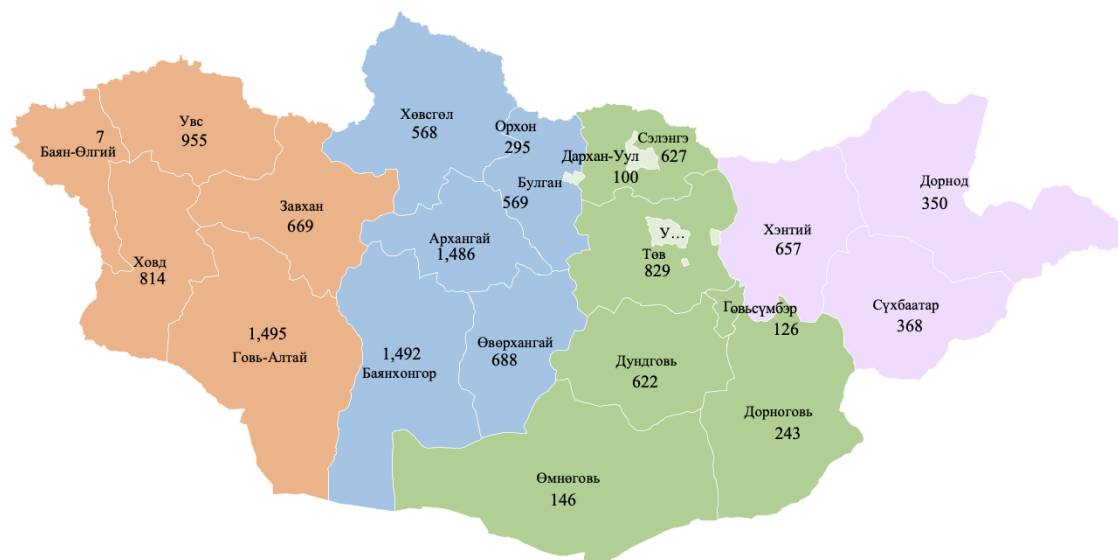 Хөвсгөл
568
Увс
955
7
Баян-Өлгий
Орхон
295
Сэлэнгэ
627
Дархан-Уул
100
Булган
569
Дорнод
350
Завхан
669
Архангай
1,486
У...
Төв
829
Хэнтий
657
Ховд
814
Говьсүмбэр
126
Сүхбаатар
368
1,495
Говь-Алтай
1,492
Баянхонгор
Өвөрхангай
688
Дундговь
622
Дорноговь
243
Өмнөговь
146